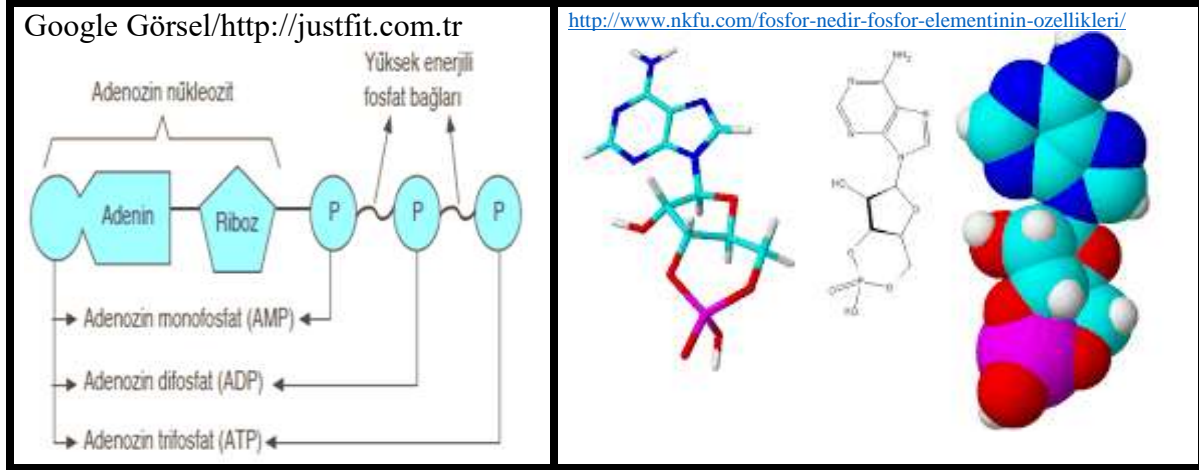 Google Görsel/http://justfit.com.tr
Yüksek enerjili
fosfat bağları
Adenozin nükleozit
Adenin
Riboz
P
P
P
Adenozin monofosfat (AMP)
Adenozin difosfat (ADP)
Adenozin trifosfat (ATP)
http://www.nkfu.com/fosfor-nedir-fosfor-elementinin-ozellikleri/
NH₂
N
N
N
N
HO
O
O
O
P
O
HO